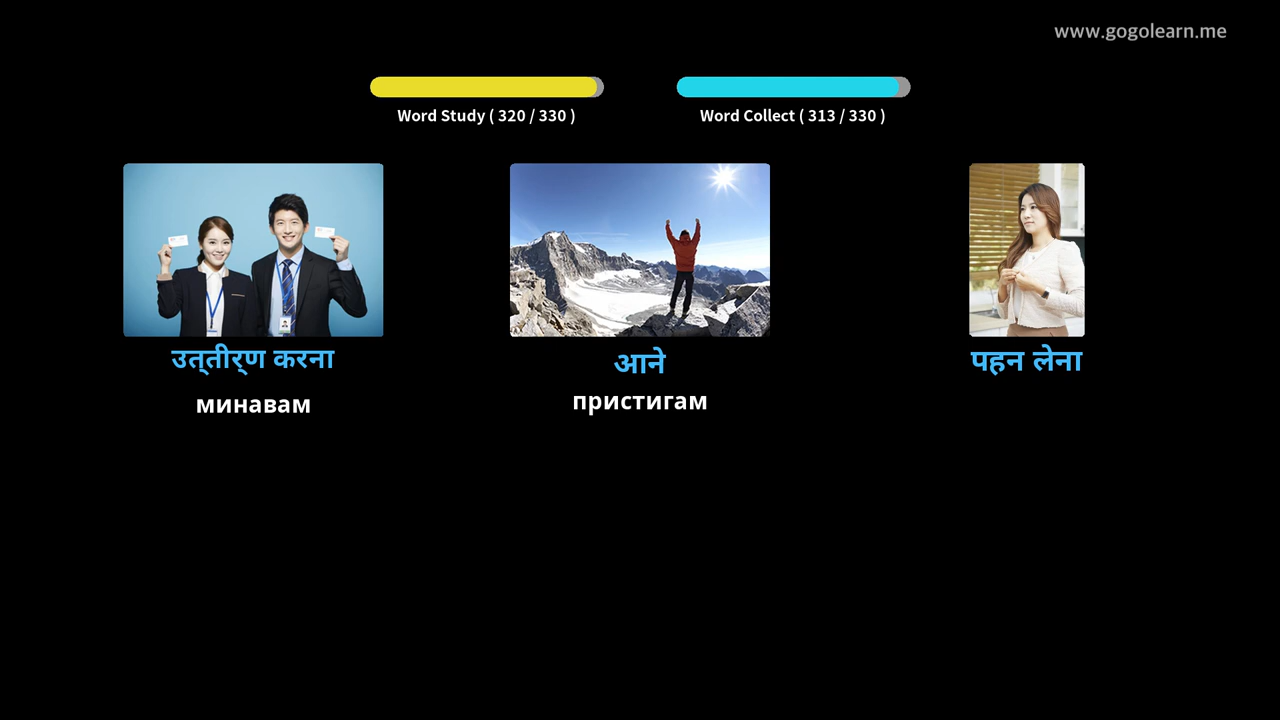 www.gogolearn.me
Word Study ( 320 / 330 )
Word Collect ( 313 / 330 )
उत्‌तीर्‌ण करना
आने
पहन लेना
минавам
пристигам